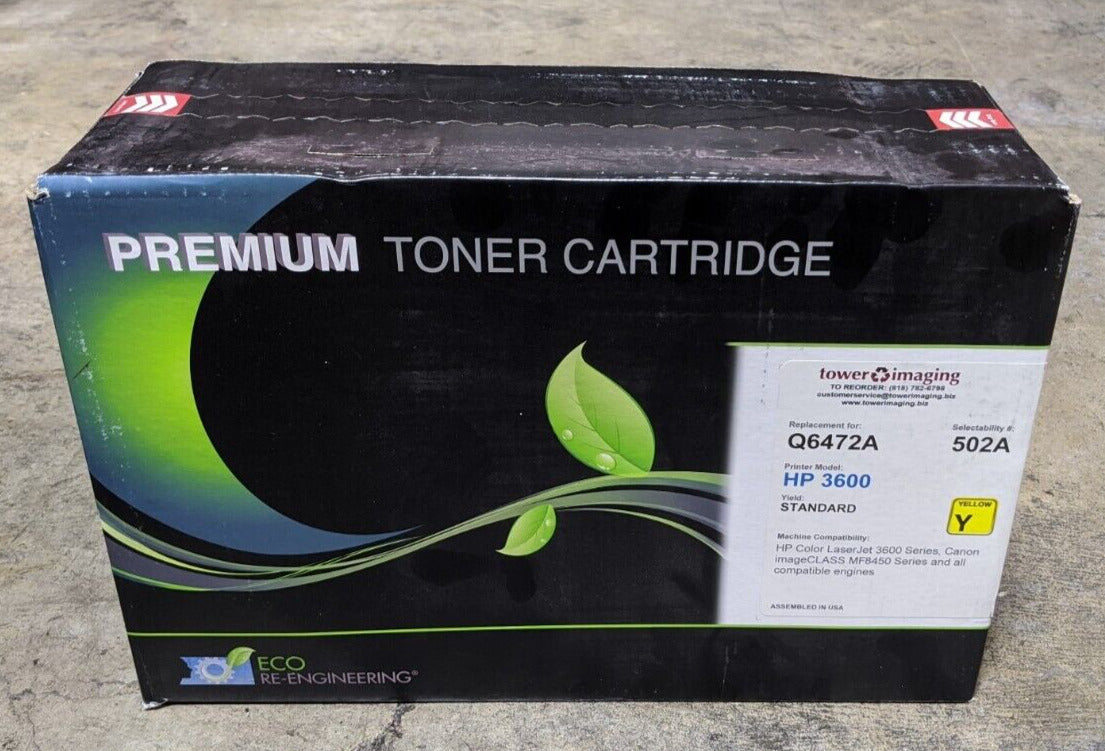 PREMIUM TONER CARTRIDGE
tower imaging
TO REORDER: (818) 782-6798
customerservice@towerimaging.biz
www.towerimaging.biz
Replacement for: Selectability #:
Q6472A 502A
Printer Model:
HP 3600
Yield:
STANDARD
YELLOW
Y
Machine Compatibility:
HP Color LaserJet 3600 Series, Canon
imageCLASS MF8450 Series and all
compatible engines
ASSEMBLED IN USA
ECO
RE-ENGINEERING®